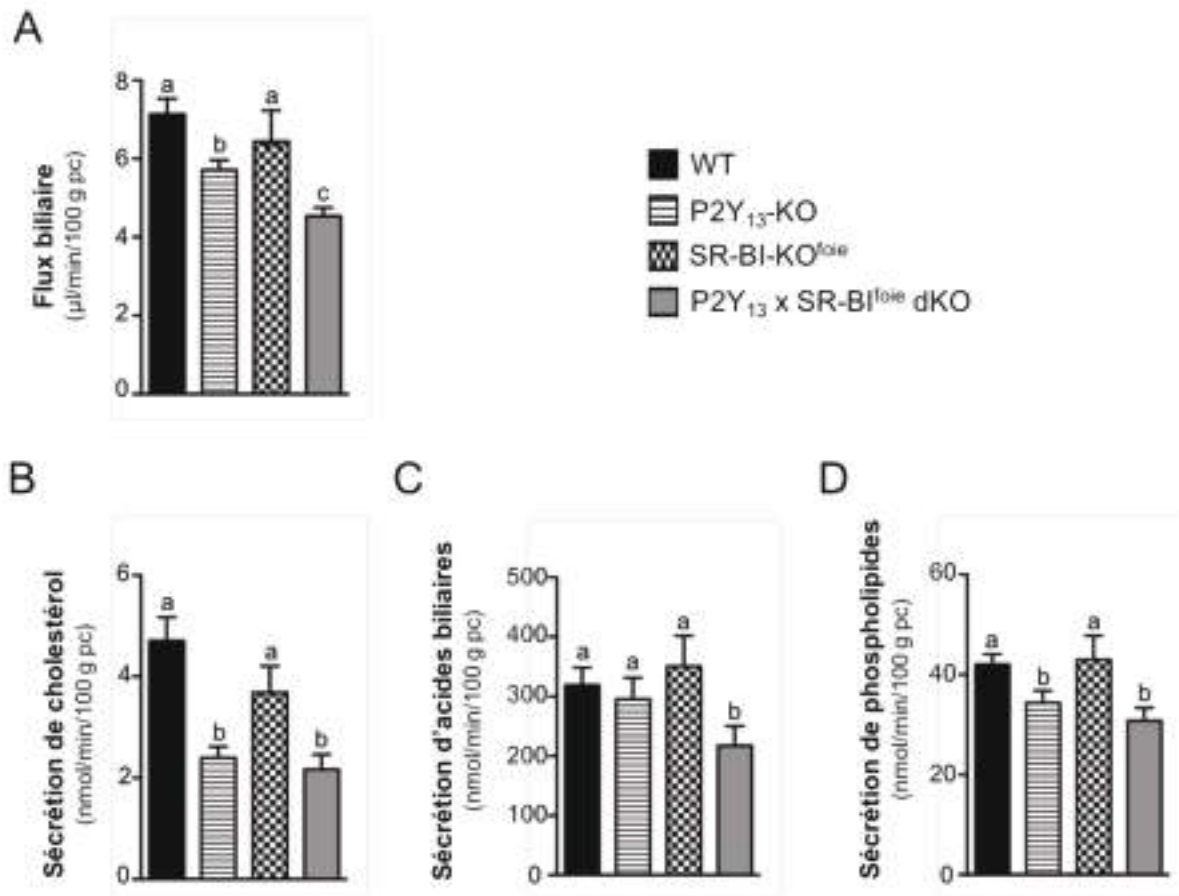 A
Flux biliaire
(µl/min/100 g pc)
8
6
4
2
0
a
b
a
c
WT
P2Y₁₃-KO
SR-BI-KOᶠᵒⁱᵉ
P2Y₁₃ x SR-BIᶠᵒⁱᵉ dKO
B
Sécrétion de cholestérol
(nmol/min/100 g pc)
6
4
2
0
a
b
a
b
C
Sécrétion d'acides biliaires
(nmol/min/100 g pc)
500
400
300
200
100
0
a
a
a
b
D
Sécrétion de phospholipides
(nmol/min/100 g pc)
60
40
20
0
a
b
a
b